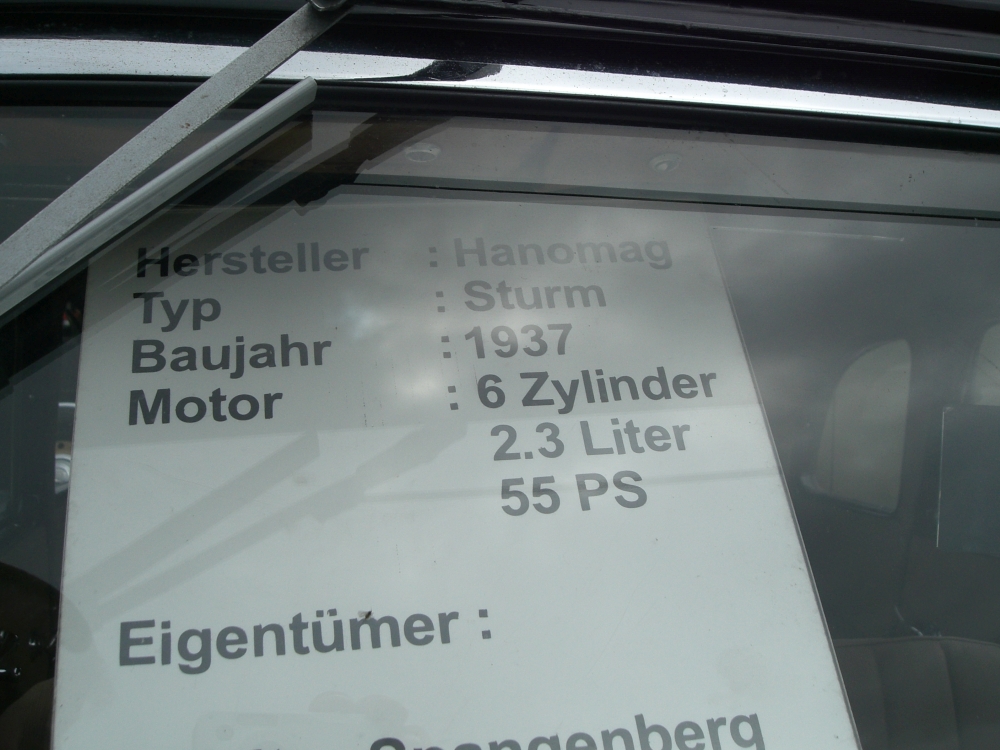 Hersteller : Hanomag
Typ : Sturm
Baujahr : 1937
Motor : 6 Zylinder
2.3 Liter
55 PS
Eigentümer :
Spangenberg